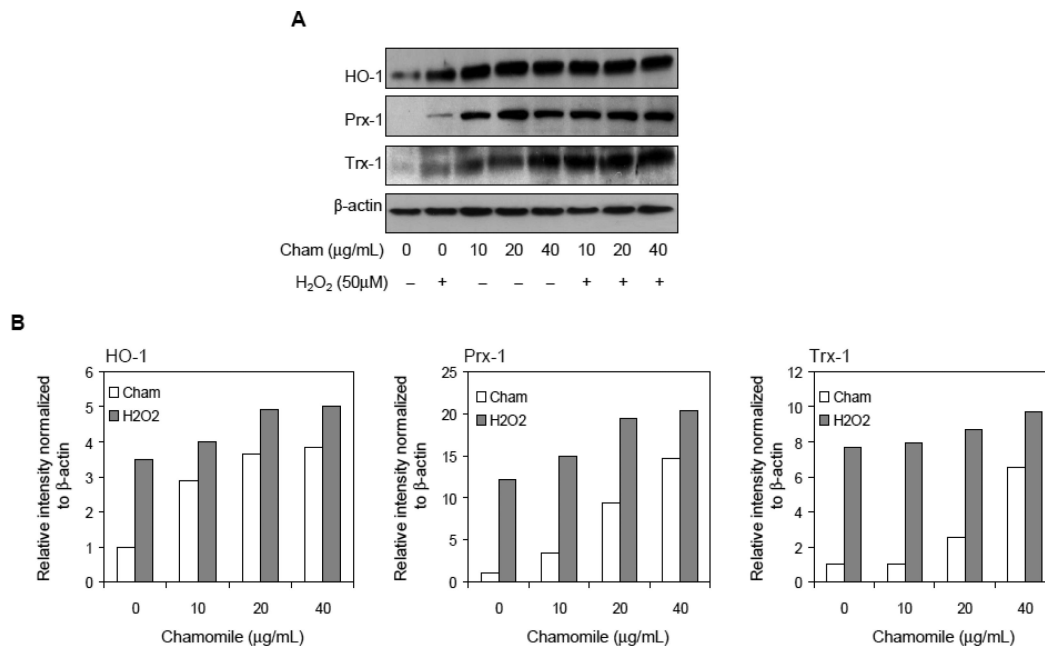 A
HO-1
Prx-1
Trx-1
β-actin
Cham (μg/mL) 0 0 10 20 40 10 20 40
H₂O₂ (50μM) – + – – – + + +
B
HO-1
Relative intensity normalized
to β-actin
6
5
4
3
2
1
0
Cham
H2O2
0 10 20 40
Chamomile (μg/mL)
Prx-1
Relative intensity normalized
to β-actin
25
20
15
10
5
0
Cham
H2O2
0 10 20 40
Chamomile (μg/mL)
Trx-1
Relative intensity normalized
to β-actin
12
10
8
6
4
2
0
Cham
H2O2
0 10 20 40
Chamomile (μg/mL)